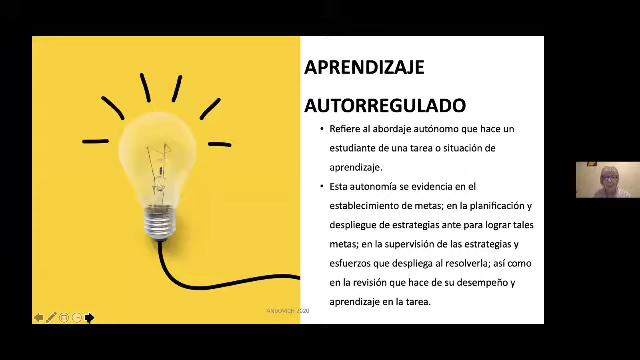 APRENDIZAJE
AUTORREGULADO
• Refiere al abordaje autónomo que hace un
estudiante de una tarea o situación de
aprendizaje.
• Esta autonomía se evidencia en el
establecimiento de metas; en la planificación y
despliegue de estrategias ante para lograr tales
metas; en la supervisión de las estrategias y
esfuerzos que despliega al resolverla; así como
en la revisión que hace de su desempeño y
aprendizaje en la tarea.
2020